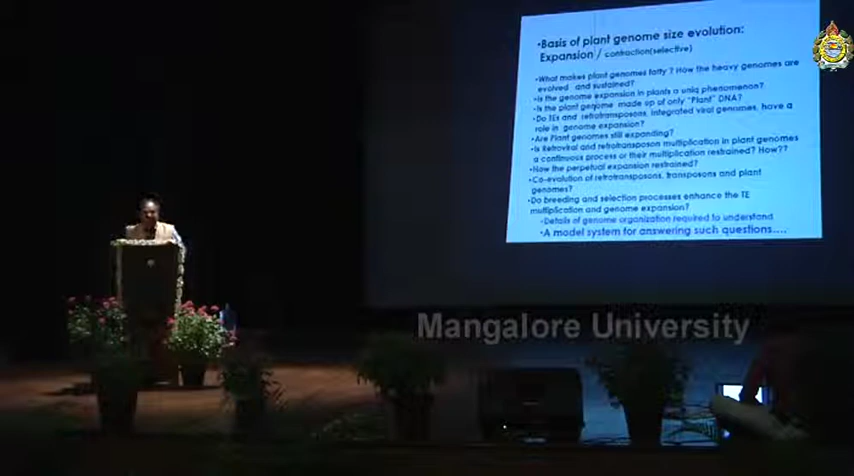 •Basis of plant genome size evolution:
Expansion / contraction(selective)
•What makes plant genomes fatty ? How the heavy genomes are
evolved and sustained?
•Is the genome expansion in plants a uniq phenomenon?
•Is the plant genome made up of only "Plant" DNA?
•Do TEs and retrotransposons, integrated viral genomes, have a
role in genome expansion?
•Are Plant genomes still expanding?
•Is Retroviral and retrotransposon multiplication in plant genomes
a continuous process or their multiplication restrained? How??
•How the perpetual expansion restrained?
•Co-evolution of retrotransposons, transposons and plant
genomes?
•Do breeding and selection processes enhance the TE
multiplication and genome expansion?
•Details of genome organization required to understand
•A model system for answering such questions....
Mangalore University